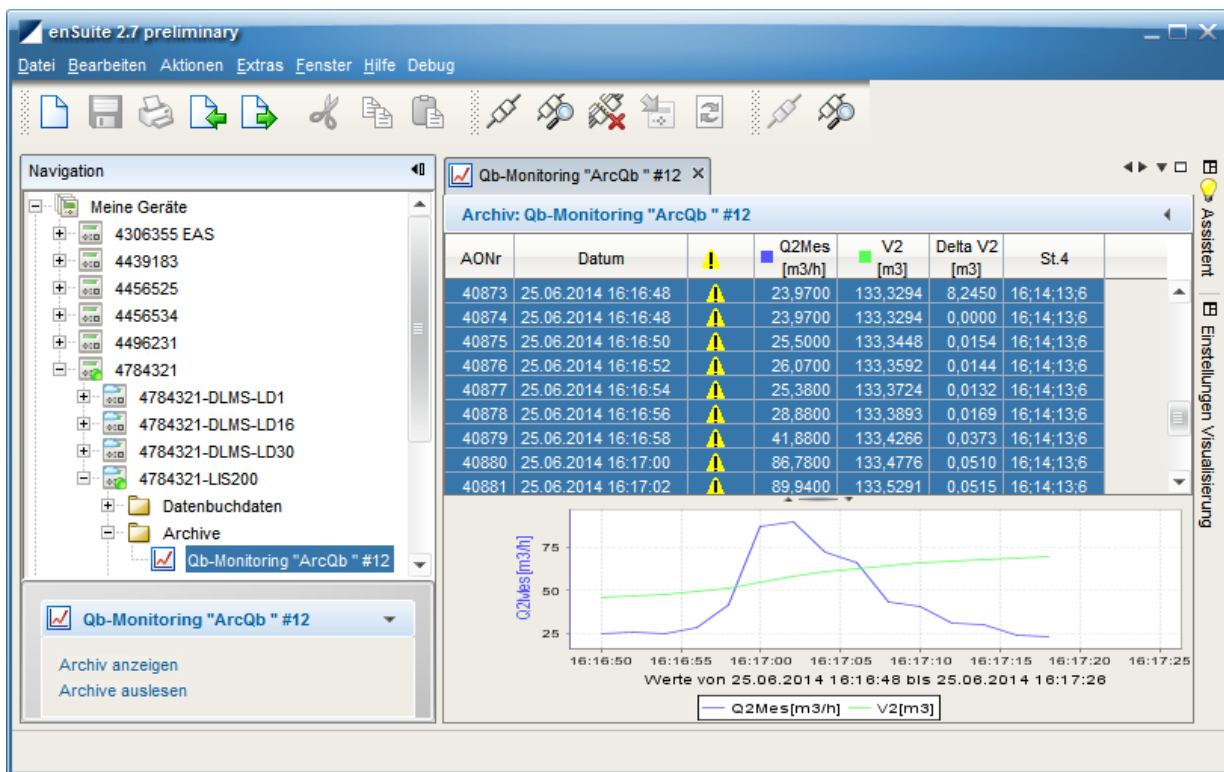 enSuite 2.7 preliminary
Datei Bearbeiten Aktionen Extras Fenster Hilfe Debug
Navigation
Meine Geräte
4306355 EAS
4439183
4456525
4456534
4496231
4784321
4784321-DLMS-LD1
4784321-DLMS-LD16
4784321-DLMS-LD30
4784321-LIS200
Datenbuchdaten
Archive
Qb-Monitoring "ArcQb " #12
Qb-Monitoring "ArcQb " #12
Archiv anzeigen
Archive auslesen
Qb-Monitoring "ArcQb " #12
Archiv: Qb-Monitoring "ArcQb " #12
AONr Datum Q2Mes [m3/h] V2 [m3] Delta V2 [m3] St.4
40873 25.06.2014 16:16:48 23,9700 133,3294 8,2450 16;14;13;6
40874 25.06.2014 16:16:48 23,9700 133,3294 0,0000 16;14;13;6
40875 25.06.2014 16:16:50 25,5000 133,3448 0,0154 16;14;13;6
40876 25.06.2014 16:16:52 26,0700 133,3592 0,0144 16;14;13;6
40877 25.06.2014 16:16:54 25,3800 133,3724 0,0132 16;14;13;6
40878 25.06.2014 16:16:56 28,8800 133,3893 0,0169 16;14;13;6
40879 25.06.2014 16:16:58 41,8800 133,4266 0,0373 16;14;13;6
40880 25.06.2014 16:17:00 86,7800 133,4776 0,0510 16;14;13;6
40881 25.06.2014 16:17:02 89,9400 133,5291 0,0515 16;14;13;6
Q2Mes[m3/h]
75
50
25
16:16:50 16:16:55 16:17:00 16:17:05 16:17:10 16:17:15 16:17:20 16:17:25
Werte von 25.06.2014 16:16:48 bis 25.06.2014 16:17:26
Q2Mes[m3/h] V2[m3]
Assistent
Einstellungen Visualisierung